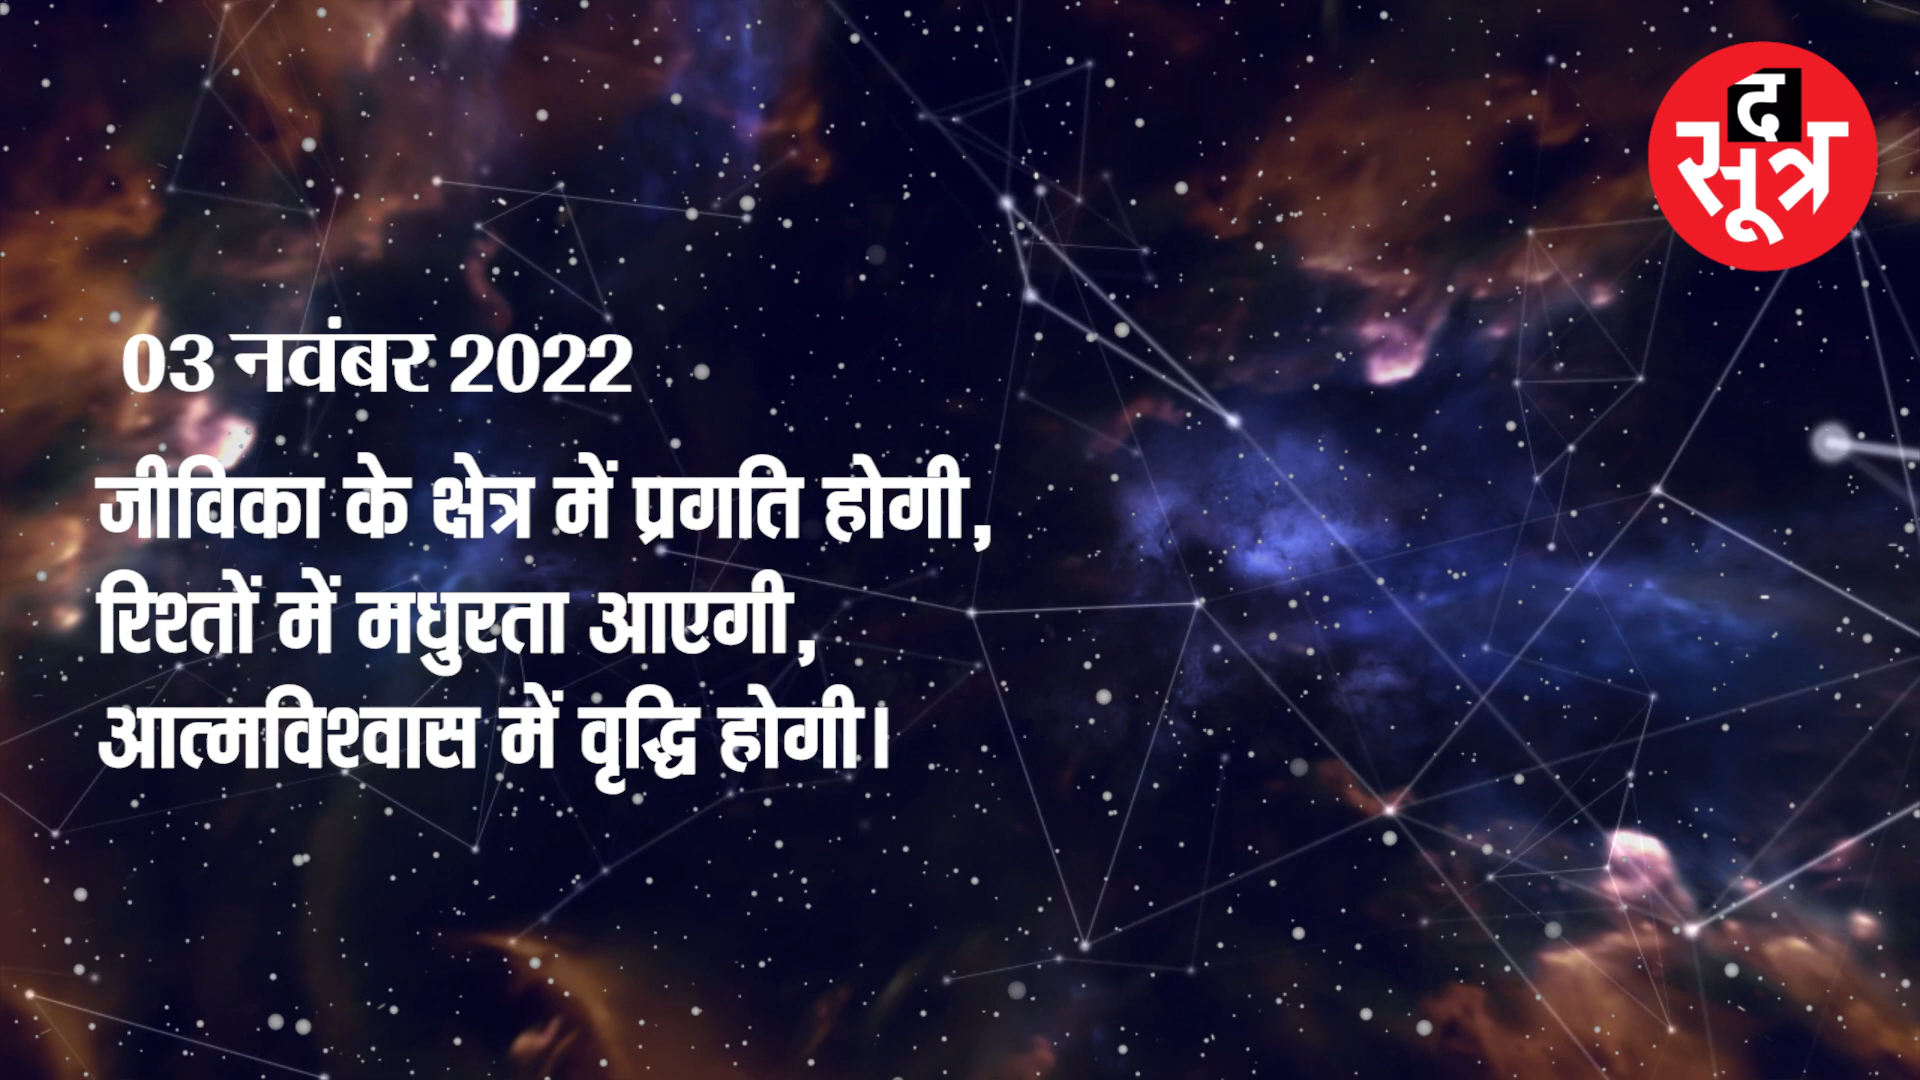 द
सूत्र
03 नवंबर 2022
जीविका के क्षेत्र में प्रगति होगी,
रिश्तों में मधुरता आएगी,
आत्मविश्वास में वृद्धि होगी।